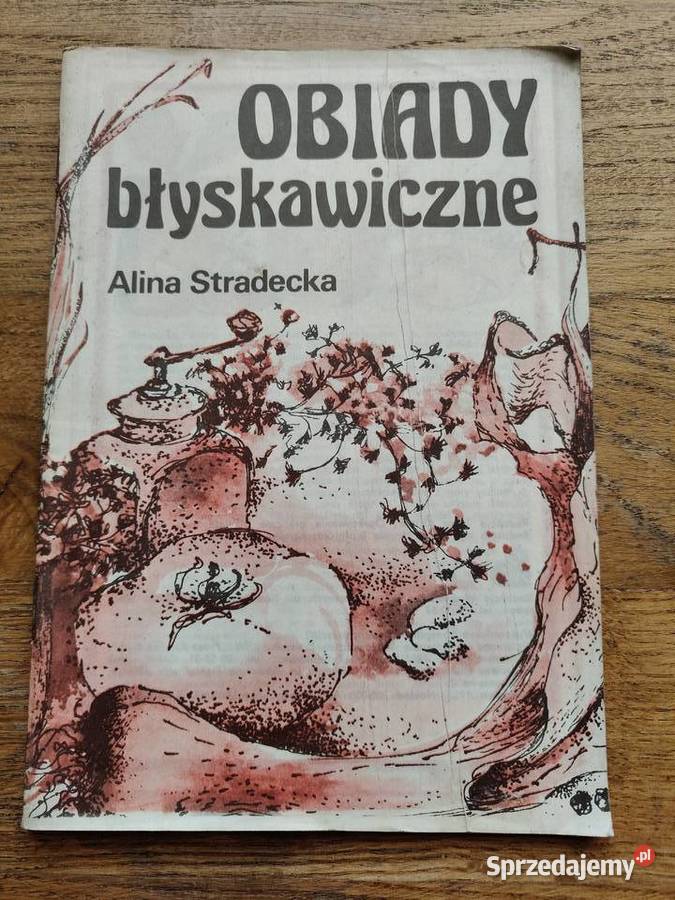 OBIADY
błyskawiczne
Alina Stradecka
Sprzedajemy.pl